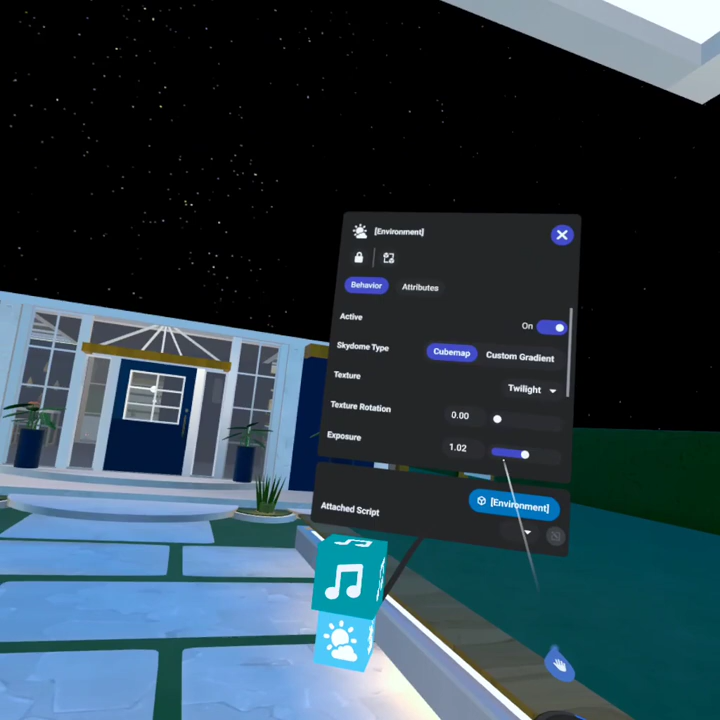 [Environment]
Behavior
Attributes
Active
On
Skydome Type
Cubemap
Custom Gradient
Texture
Twilight
Texture Rotation
0.00
Exposure
1.02
[Environment]
Attached Script